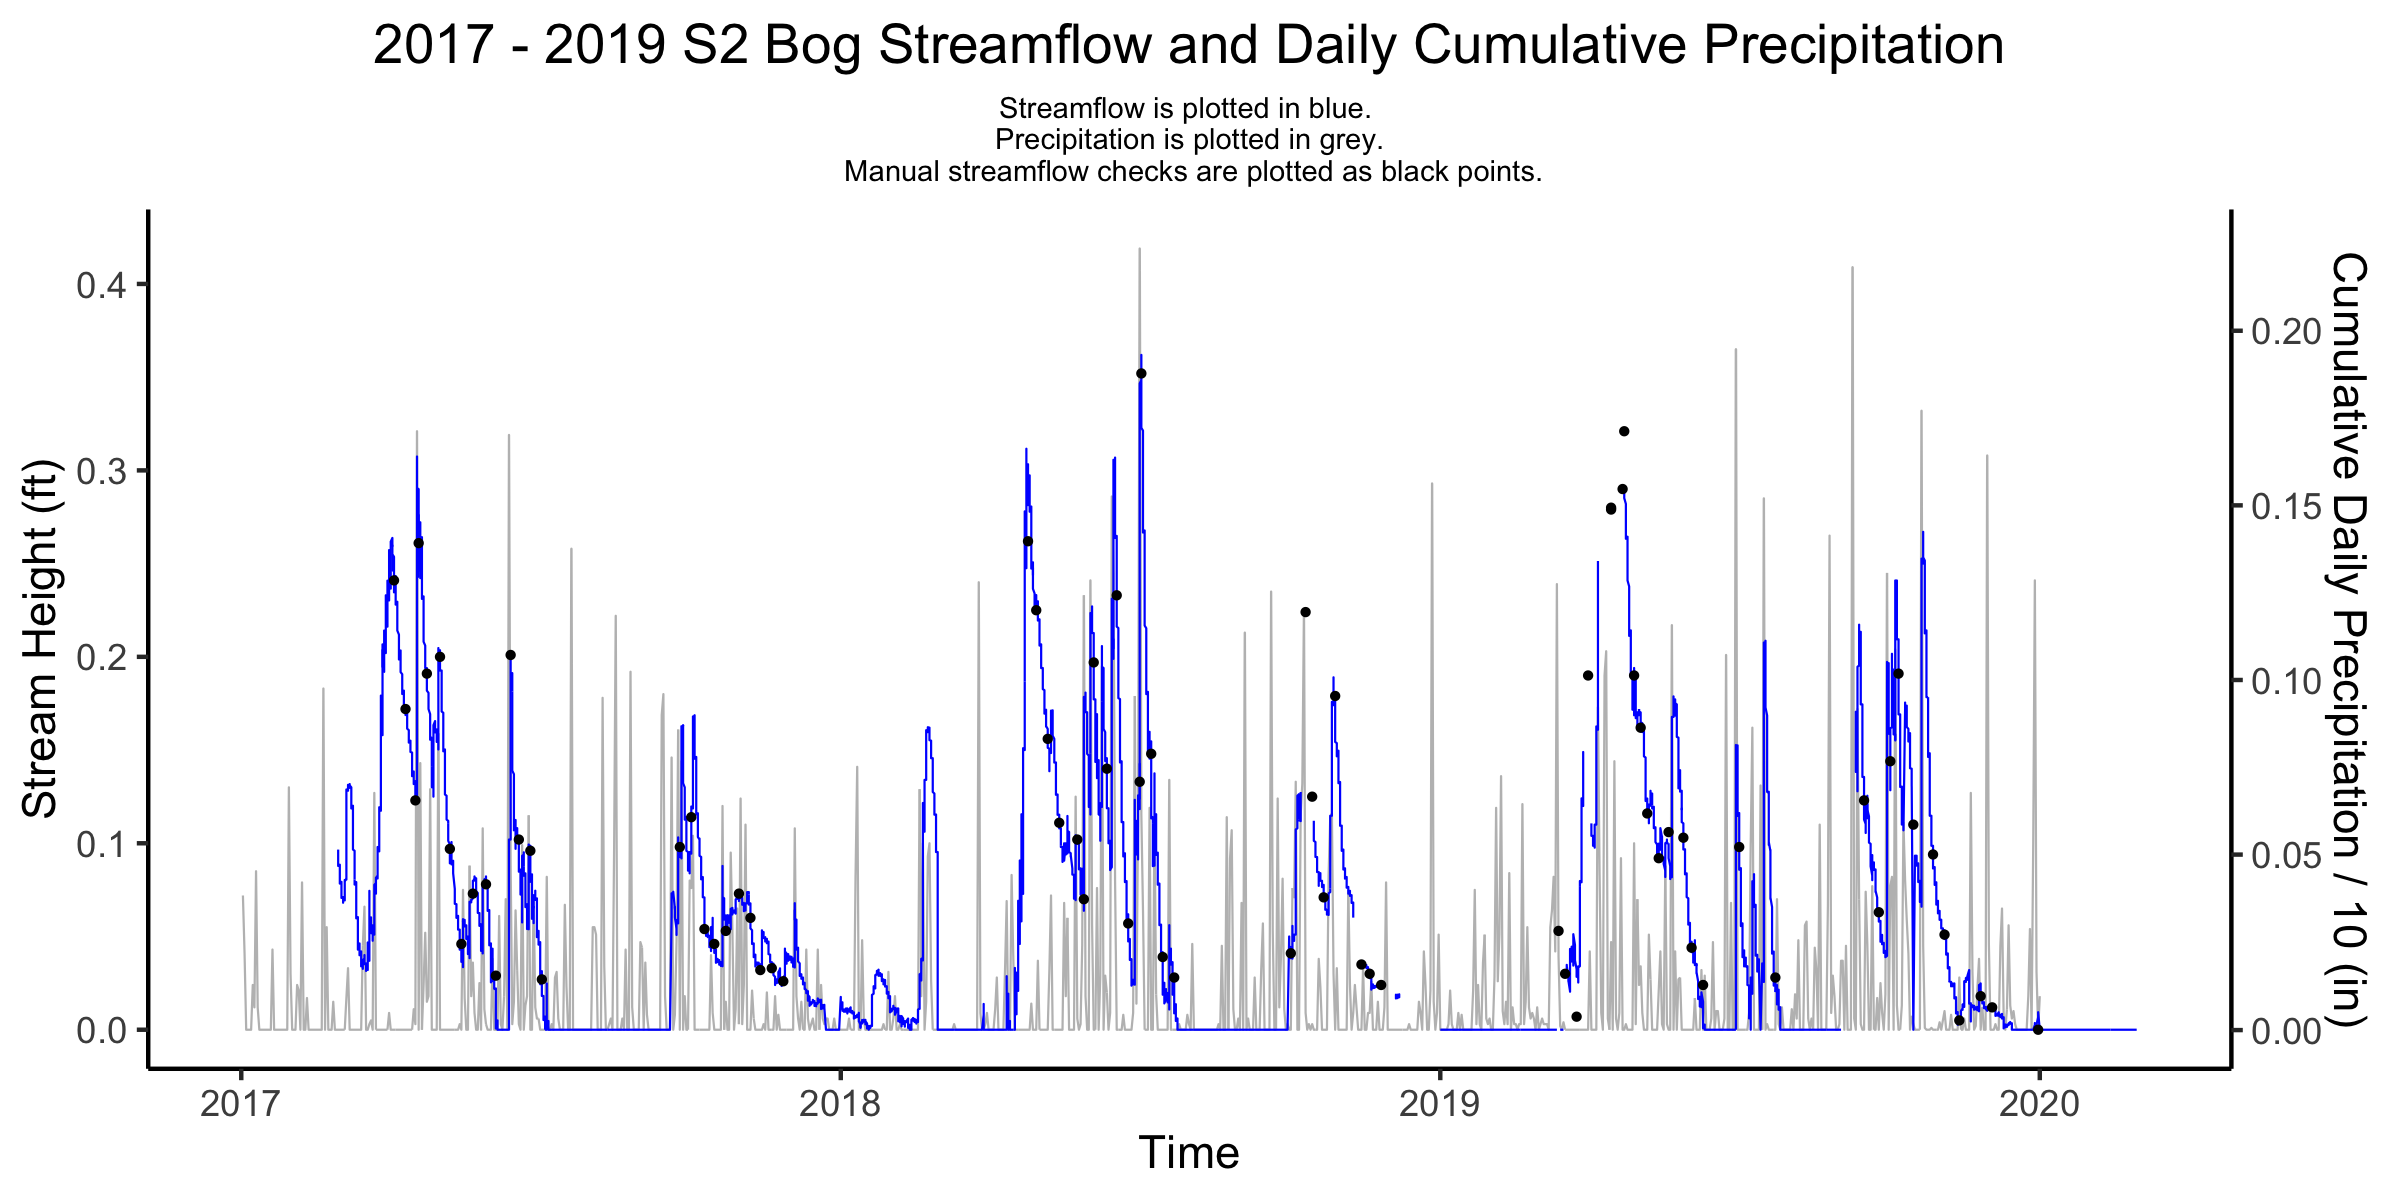 2017 - 2019 S2 Bog Streamflow and Daily Cumulative Precipitation
Streamflow is plotted in blue.
Precipitation is plotted in grey.
Manual streamflow checks are plotted as black points.
Stream Height (ft)
0.4
0.3
0.2
0.1
0.0
Cumulative Daily Precipitation / 10 (in)
0.20
0.15
0.10
0.05
0.00
2017
2018
2019
2020
Time